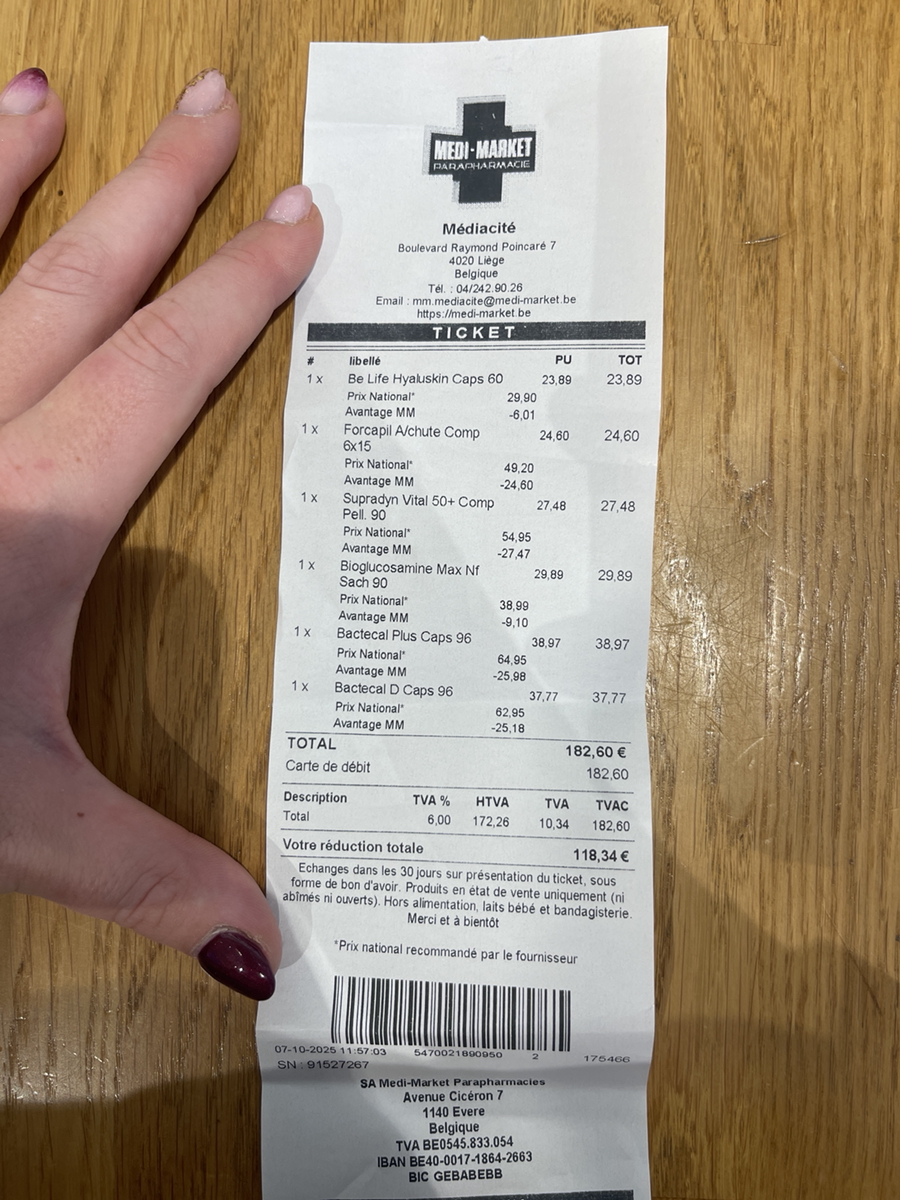 MEDI-MARKET
PARAPHARMACIE
Médiacité
Boulevard Raymond Poincaré 7
4020 Liège
Belgique
Tél. : 04/242.90.26
Email : mm.mediacite@medi-market.be
https://medi-market.be
TICKET
# libellé PU TOT
1 x Be Life Hyaluskin Caps 60 23,89 23,89
Prix National* 29,90
Avantage MM -6,01
1 x Forcapil A/chute Comp 24,60 24,60
6x15
Prix National* 49,20
Avantage MM -24,60
1 x Supradyn Vital 50+ Comp 27,48 27,48
Pell. 90
Prix National* 54,95
Avantage MM -27,47
1 x Bioglucosamine Max Nf 29,89 29,89
Sach 90
Prix National* 38,99
Avantage MM -9,10
1 x Bactecal Plus Caps 96 38,97 38,97
Prix National* 64,95
Avantage MM -25,98
1 x Bactecal D Caps 96 37,77 37,77
Prix National* 62,95
Avantage MM -25,18
TOTAL 182,60 €
Carte de débit 182,60
Description TVA % HTVA TVA TVAC
Total 6,00 172,26 10,34 182,60
Votre réduction totale 118,34 €
Echanges dans les 30 jours sur présentation du ticket, sous
forme de bon d'avoir. Produits en état de vente uniquement (ni
abîmés ni ouverts). Hors alimentation, laits bébé et bandagisterie.
Merci et à bientôt
*Prix national recommandé par le fournisseur
07-10-2025 11:57:03 5470021890950 2 175466
SN : 91527267
SA Medi-Market Parapharmacies
Avenue Cicéron 7
1140 Evere
Belgique
TVA BE0545.833.054
IBAN BE40-0017-1864-2663
BIC GEBABEBB